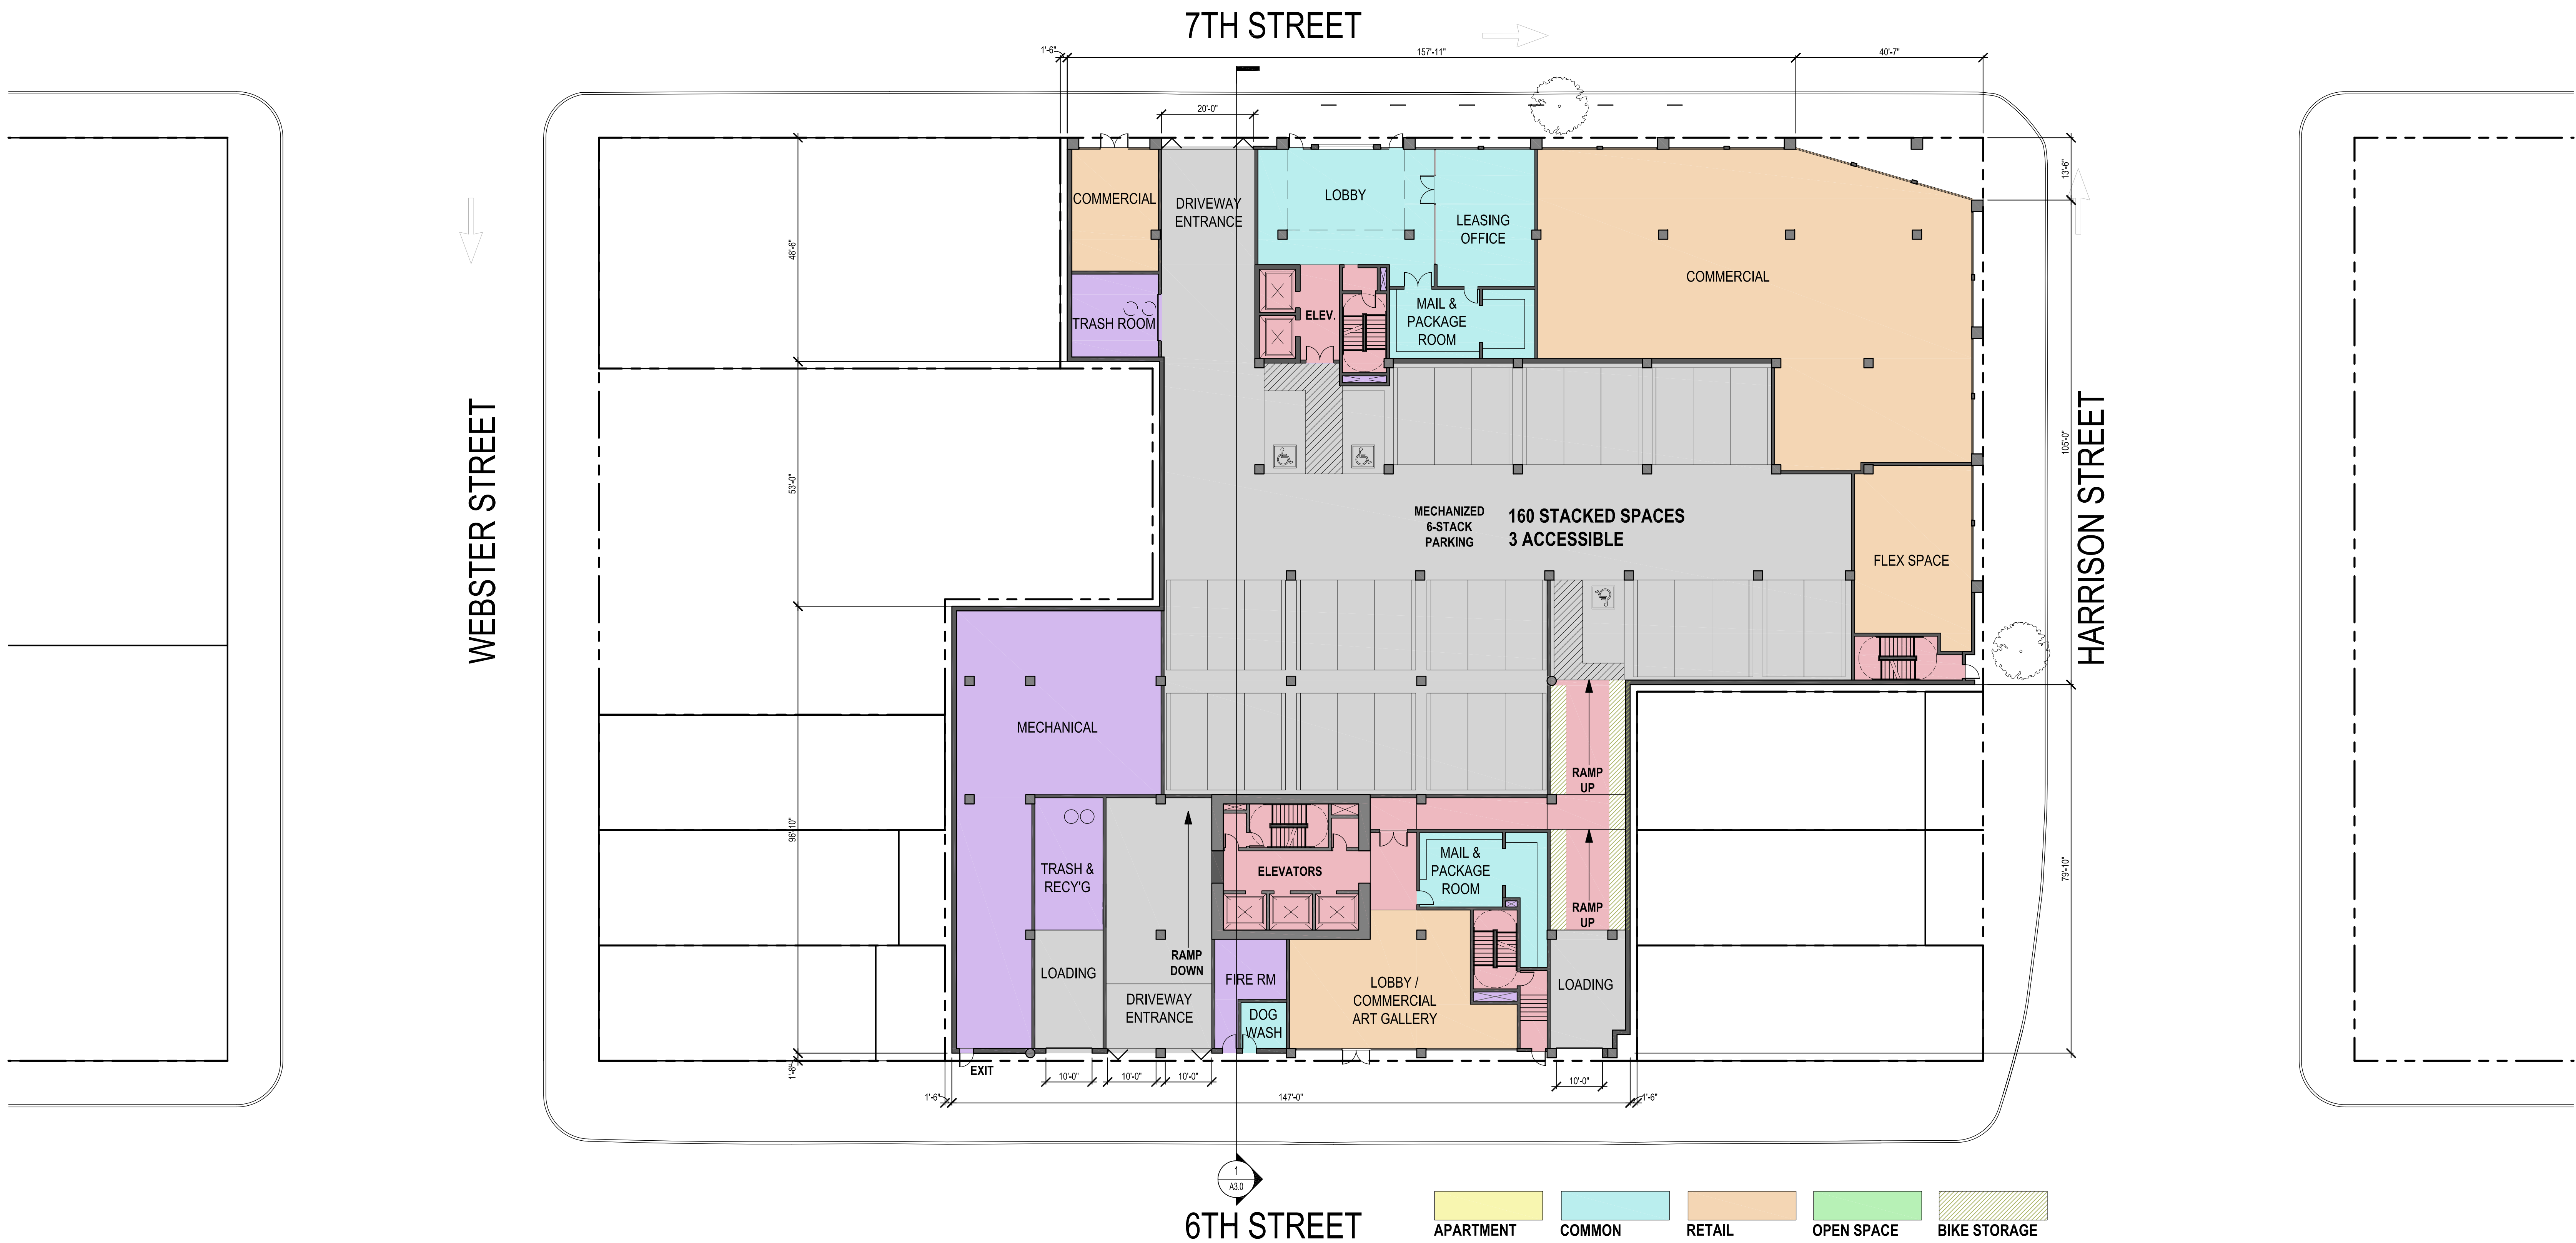 7TH STREET
1'-6"
157'-11"
40'-7"
20'-0"
13'-6"
COMMERCIAL
DRIVEWAY
ENTRANCE
LOBBY
LEASING
OFFICE
48'-6"
COMMERCIAL
TRASH ROOM
ELEV.
MAIL &
PACKAGE
ROOM
WEBSTER STREET
HARRISON STREET
53'-0"
105'-0"
MECHANIZED
6-STACK
PARKING
160 STACKED SPACES
3 ACCESSIBLE
FLEX SPACE
MECHANICAL
RAMP
UP
96'-10"
79'-10"
TRASH &
RECY'G
ELEVATORS
MAIL &
PACKAGE
ROOM
RAMP
UP
RAMP
DOWN
LOADING
FIRE RM
LOBBY /
COMMERCIAL
ART GALLERY
LOADING
DRIVEWAY
ENTRANCE
DOG
WASH
1'-8"
EXIT
10'-0"
10'-0"
10'-0"
10'-0"
1'-6"
147'-0"
1'-6"
1
A3.0
6TH STREET
APARTMENT
COMMON
RETAIL
OPEN SPACE
BIKE STORAGE